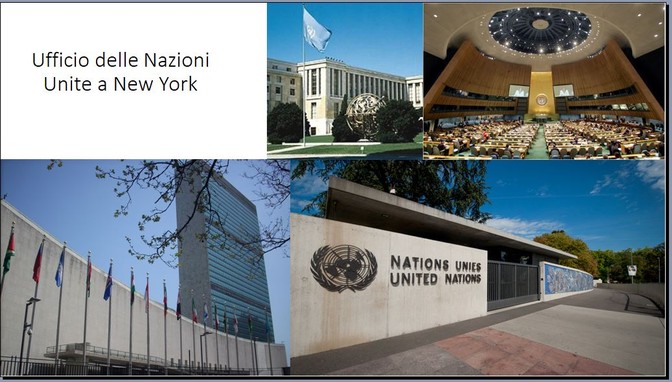 Ufficio delle Nazioni
Unite a New York
NATIONS UNIES
UNITED NATIONS